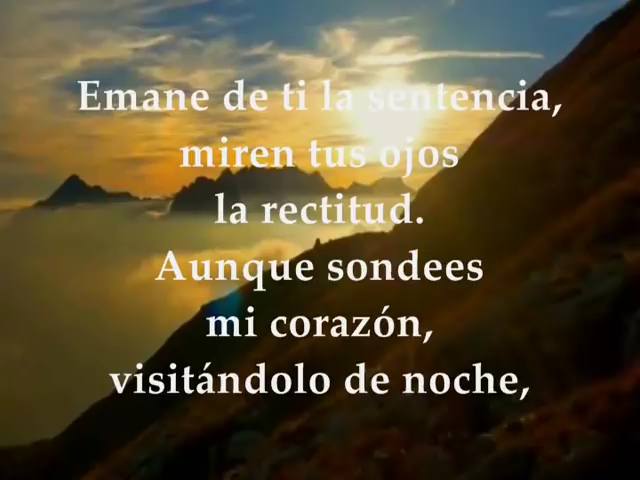 Emane de ti la sentencia,
miren tus ojos
la rectitud.
Aunque sondees
mi corazón,
visitándolo de noche,